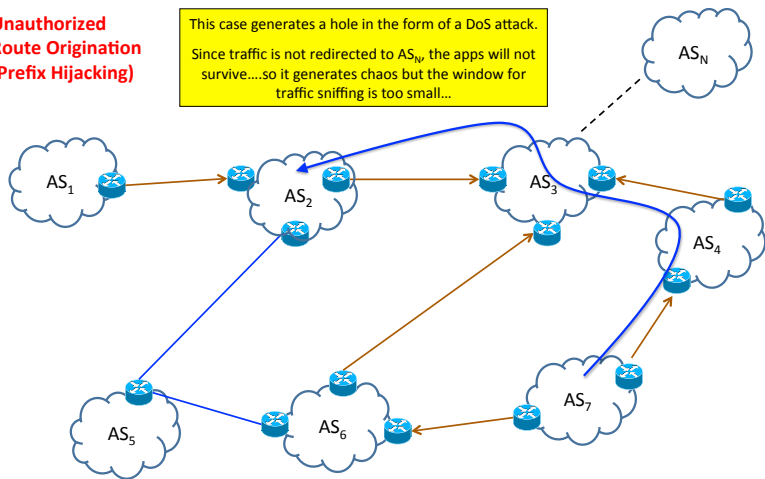 Unauthorized
Route Origination
(Prefix Hijacking)
This case generates a hole in the form of a DoS attack.
Since traffic is not redirected to ASN, the apps will not
survive....so it generates chaos but the window for
traffic sniffing is too small...
ASN
AS1
AS2
AS3
AS4
AS5
AS6
AS7